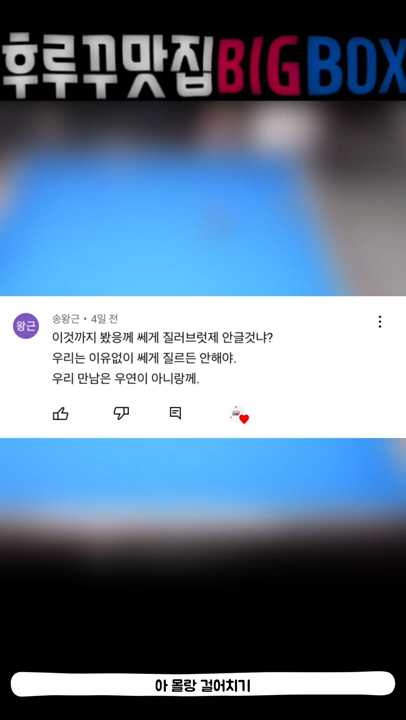 후루꾸맛집BIGBOX
왕근
송왕근 • 4일 전
이것까지 봤응께 쎄게 질러브럿제 안글것냐?
우리는 이유없이 쎄게 질르든 안해야.
우리 만남은 우연이 아니랑께.
아 몰랑 걸어치기